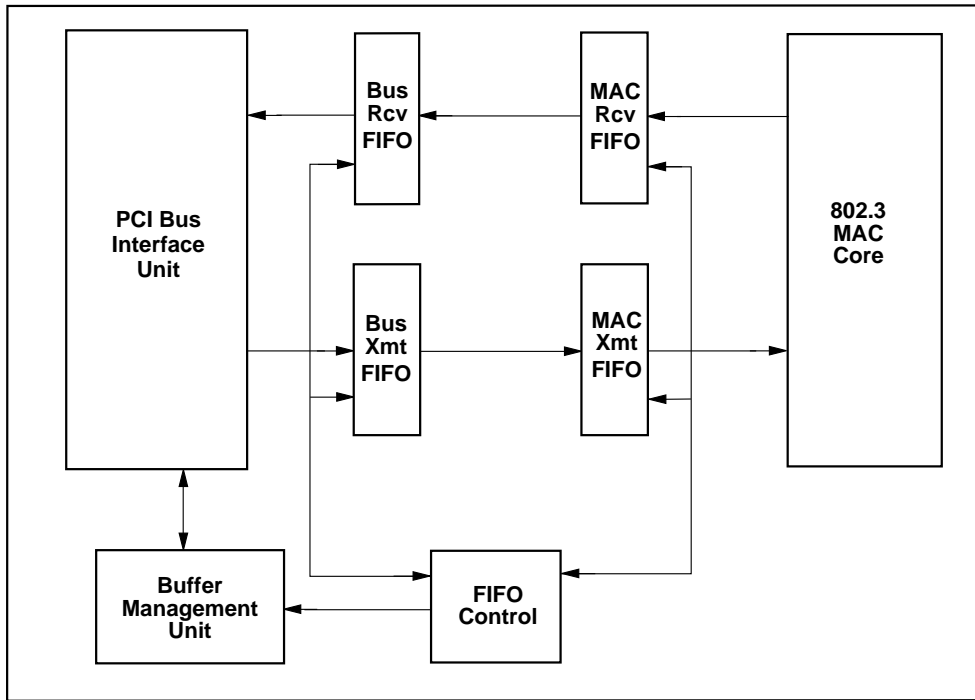 Bus
Rcv
FIFO
MAC
Rcv
FIFO
PCI Bus
Interface
Unit
802.3
MAC
Core
Bus
Xmt
FIFO
MAC
Xmt
FIFO
Buffer
Management
Unit
FIFO
Control